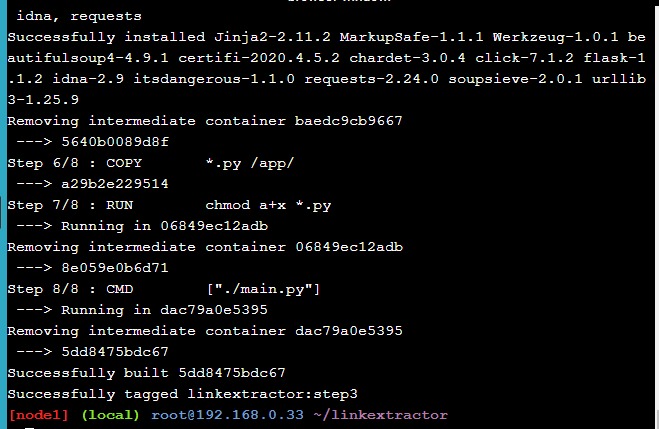 idna, requests
Successfully installed Jinja2-2.11.2 MarkupSafe-1.1.1 Werkzeug-1.0.1 be
autifulsoup4-4.9.1 certifi-2020.4.5.2 chardet-3.0.4 click-7.1.2 flask-1
.1.2 idna-2.9 itsdangerous-1.1.0 requests-2.24.0 soupsieve-2.0.1 urllib
3-1.25.9
Removing intermediate container baedc9cb9667
 ---> 5640b0089d8f
Step 6/8 : COPY       *.py /app/
 ---> a29b2e229514
Step 7/8 : RUN        chmod a+x *.py
 ---> Running in 06849ec12adb
Removing intermediate container 06849ec12adb
 ---> 8e059e0b6d71
Step 8/8 : CMD        ["./main.py"]
 ---> Running in dac79a0e5395
Removing intermediate container dac79a0e5395
 ---> 5dd8475bdc67
Successfully built 5dd8475bdc67
Successfully tagged linkextractor:step3
[node1] (local) root@192.168.0.33 ~/linkextractor